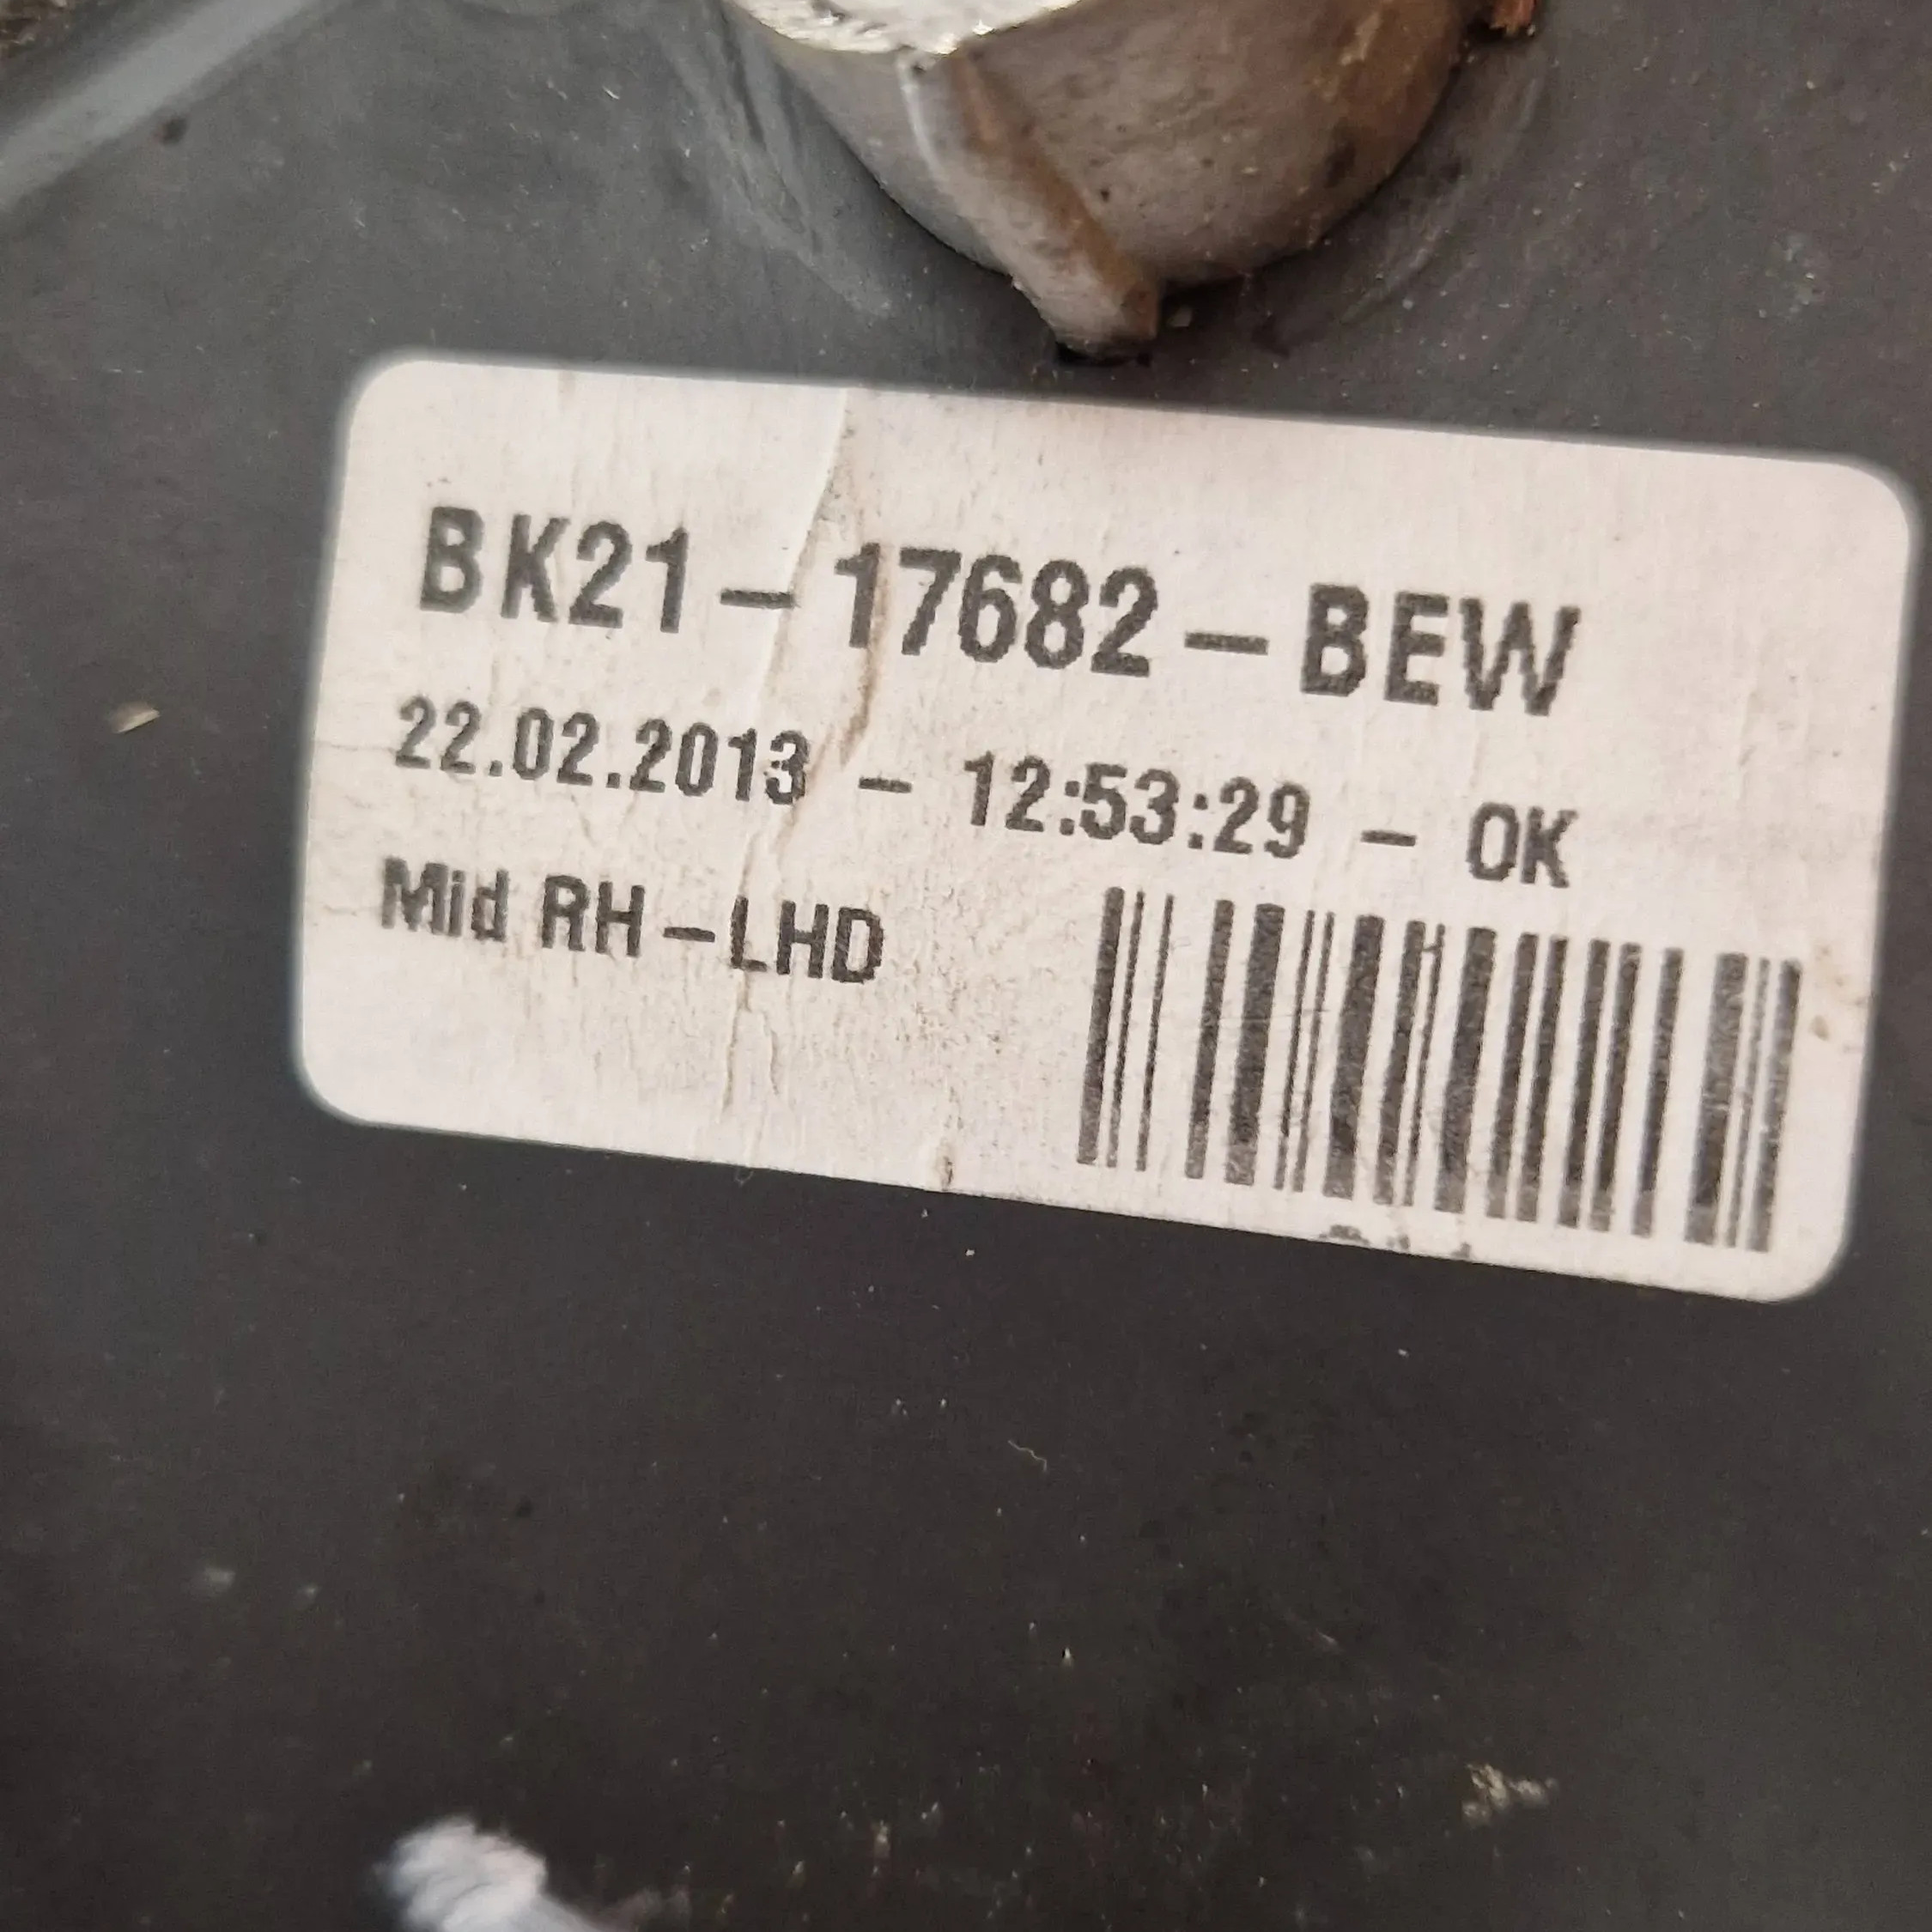 BK21-17682-BEW
22.02.2013 - 12:53:29 - OK
Mid RH-LHD